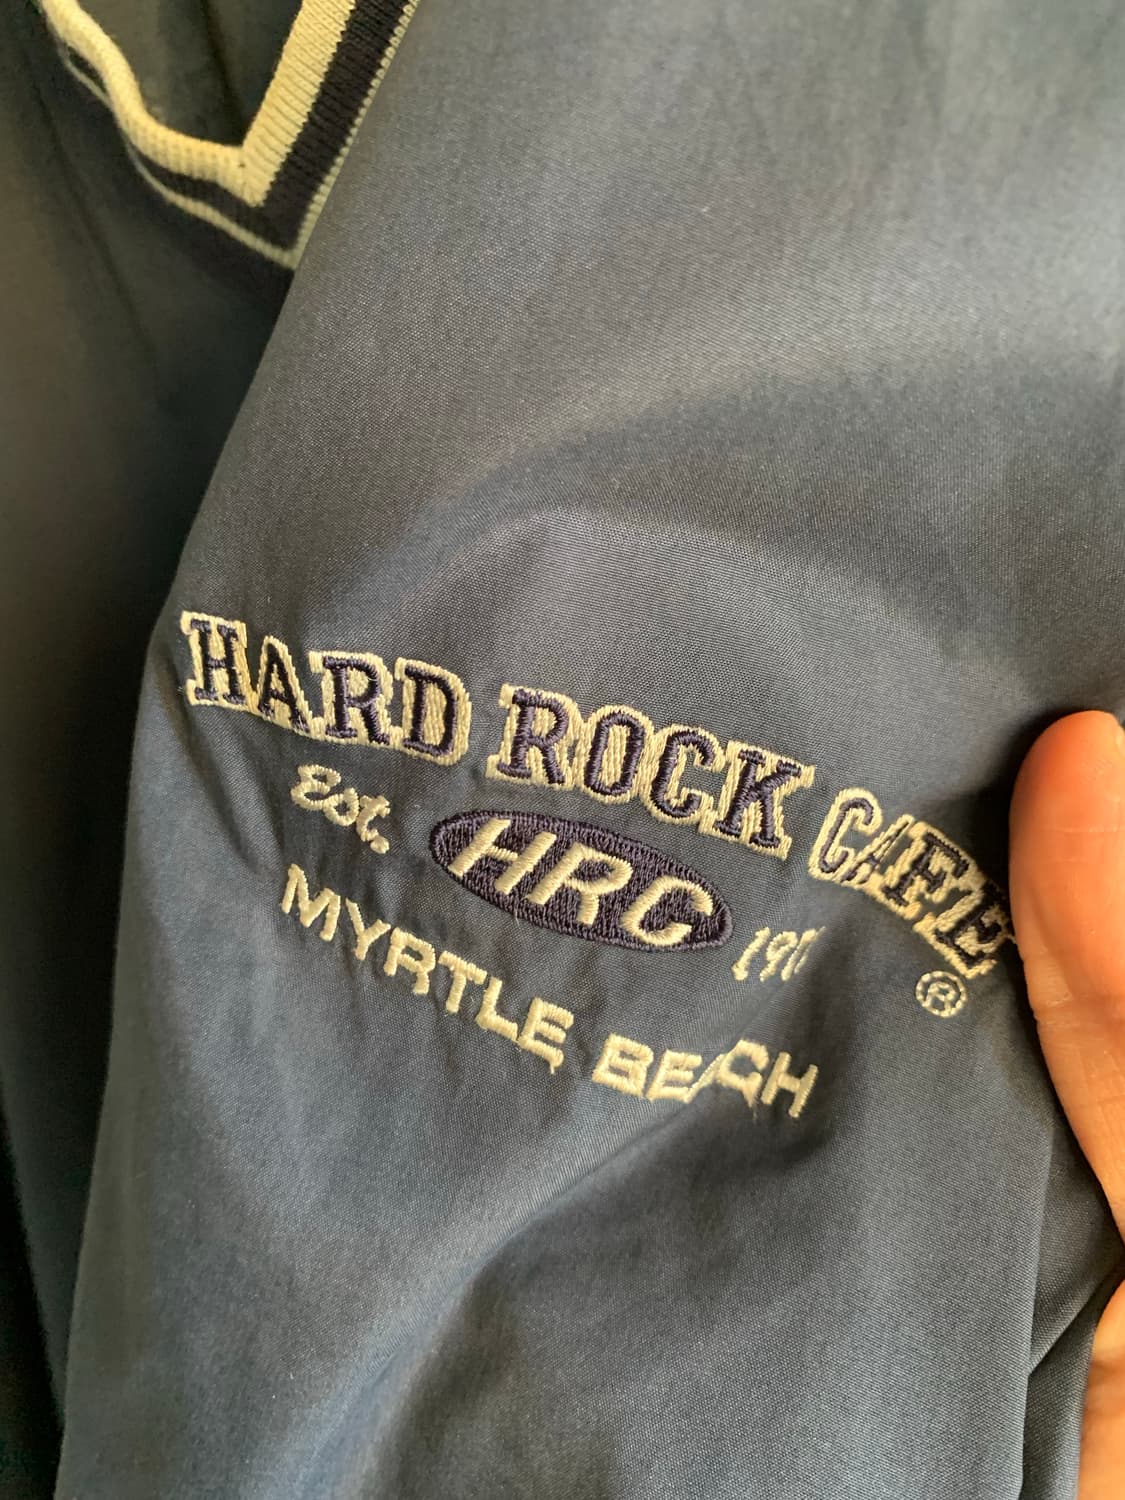 HARD ROCK CAFE
Est. HRC
®
MYRTLE BEACH